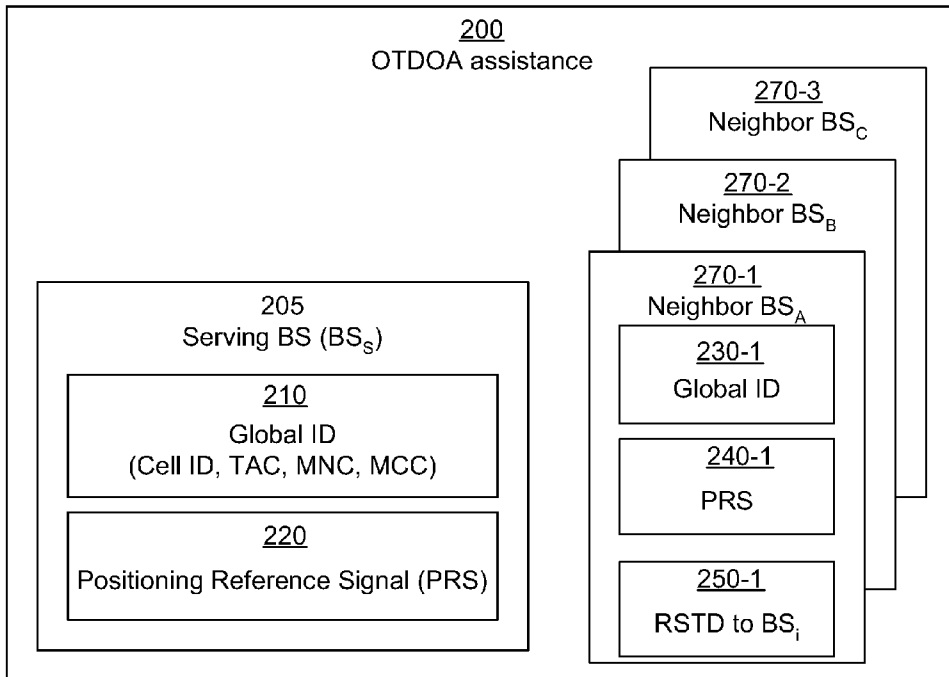 200
OTDOA assistance
270-3
Neighbor BS_C
270-2
Neighbor BS_B
270-1
Neighbor BS_A
230-1
Global ID
240-1
PRS
250-1
RSTD to BS_i
205
Serving BS (BS_S)
210
Global ID
(Cell ID, TAC, MNC, MCC)
220
Positioning Reference Signal (PRS)